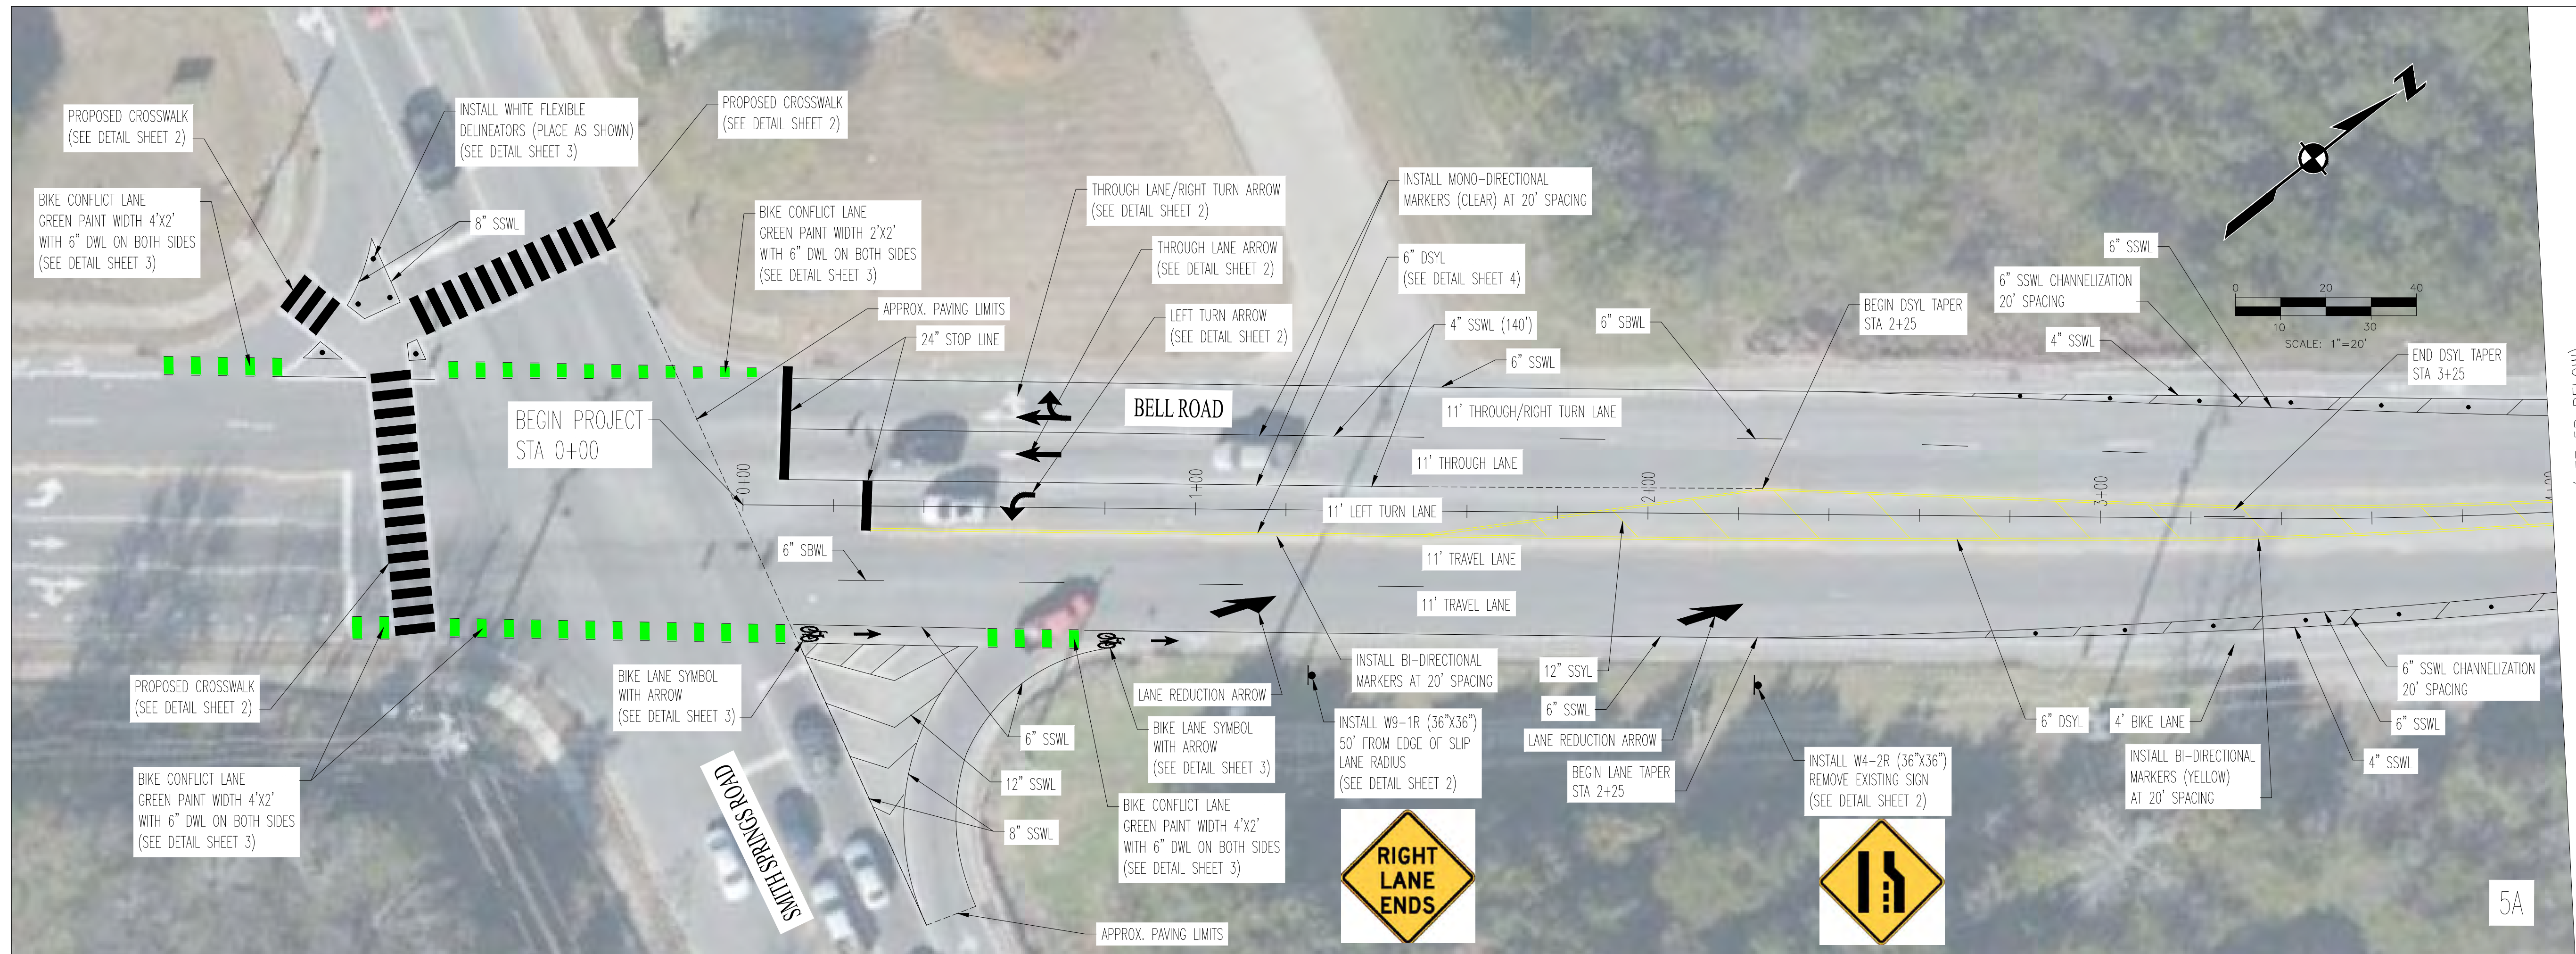 PROPOSED CROSSWALK
(SEE DETAIL SHEET 2)
INSTALL WHITE FLEXIBLE
DELINEATORS (PLACE AS SHOWN)
(SEE DETAIL SHEET 3)
PROPOSED CROSSWALK
(SEE DETAIL SHEET 2)
BIKE CONFLICT LANE
GREEN PAINT WIDTH 4'X2'
WITH 6" DWL ON BOTH SIDES
(SEE DETAIL SHEET 3)
8" SSWL
BIKE CONFLICT LANE
GREEN PAINT WIDTH 2'X2'
WITH 6" DWL ON BOTH SIDES
(SEE DETAIL SHEET 3)
APPROX. PAVING LIMITS
24" STOP LINE
THROUGH LANE/RIGHT TURN ARROW
(SEE DETAIL SHEET 2)
THROUGH LANE ARROW
(SEE DETAIL SHEET 2)
LEFT TURN ARROW
(SEE DETAIL SHEET 2)
INSTALL MONO-DIRECTIONAL
MARKERS (CLEAR) AT 20' SPACING
6" DSYL
(SEE DETAIL SHEET 4)
4" SSWL (140')
6" SSWL
6" SBWL
BEGIN DSYL TAPER
STA 2+25
6" SSWL
6" SSWL CHANNELIZATION
20' SPACING
4" SSWL
Z
0 20 40
10 30
SCALE: 1"=20'
END DSYL TAPER
STA 3+25
BEGIN PROJECT
STA 0+00
BELL ROAD
11' THROUGH/RIGHT TURN LANE
11' THROUGH LANE
11' LEFT TURN LANE
11' TRAVEL LANE
11' TRAVEL LANE
0+00
1+00
2+00
3+00
6" SBWL
PROPOSED CROSSWALK
(SEE DETAIL SHEET 2)
BIKE CONFLICT LANE
GREEN PAINT WIDTH 4'X2'
WITH 6" DWL ON BOTH SIDES
(SEE DETAIL SHEET 3)
BIKE LANE SYMBOL
WITH ARROW
(SEE DETAIL SHEET 3)
SMITH SPRINGS ROAD
6" SSWL
12" SSWL
8" SSWL
APPROX. PAVING LIMITS
LANE REDUCTION ARROW
BIKE LANE SYMBOL
WITH ARROW
(SEE DETAIL SHEET 3)
BIKE CONFLICT LANE
GREEN PAINT WIDTH 4'X2'
WITH 6" DWL ON BOTH SIDES
(SEE DETAIL SHEET 3)
INSTALL BI-DIRECTIONAL
MARKERS AT 20' SPACING
INSTALL W9-1R (36"X36")
50' FROM EDGE OF SLIP
LANE RADIUS
(SEE DETAIL SHEET 2)
RIGHT
LANE
ENDS
12" SSYL
6" SSWL
LANE REDUCTION ARROW
BEGIN LANE TAPER
STA 2+25
INSTALL W4-2R (36"X36")
REMOVE EXISTING SIGN
(SEE DETAIL SHEET 2)
6" DSYL
4' BIKE LANE
INSTALL BI-DIRECTIONAL
MARKERS (YELLOW)
AT 20' SPACING
6" SSWL CHANNELIZATION
20' SPACING
6" SSWL
4" SSWL
5A